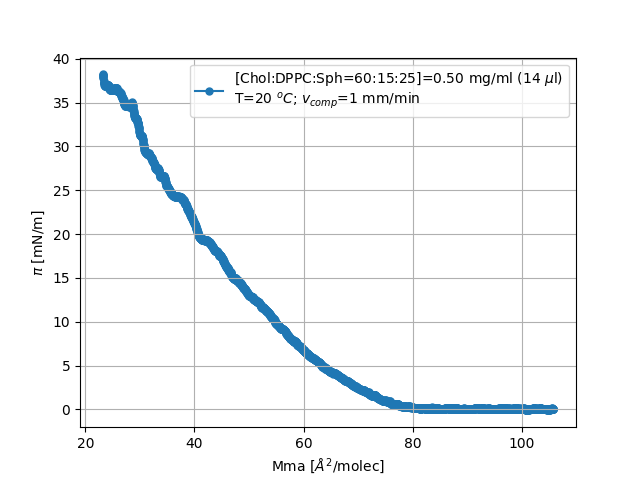 [Chol:DPPC:Sph=60:15:25]=0.50 mg/ml (14 μl)
T=20 °C; v_comp=1 mm/min
40
35
30
25
20
15
10
5
0
π [mN/m]
20 40 60 80 100
Mma [Å²/molec]